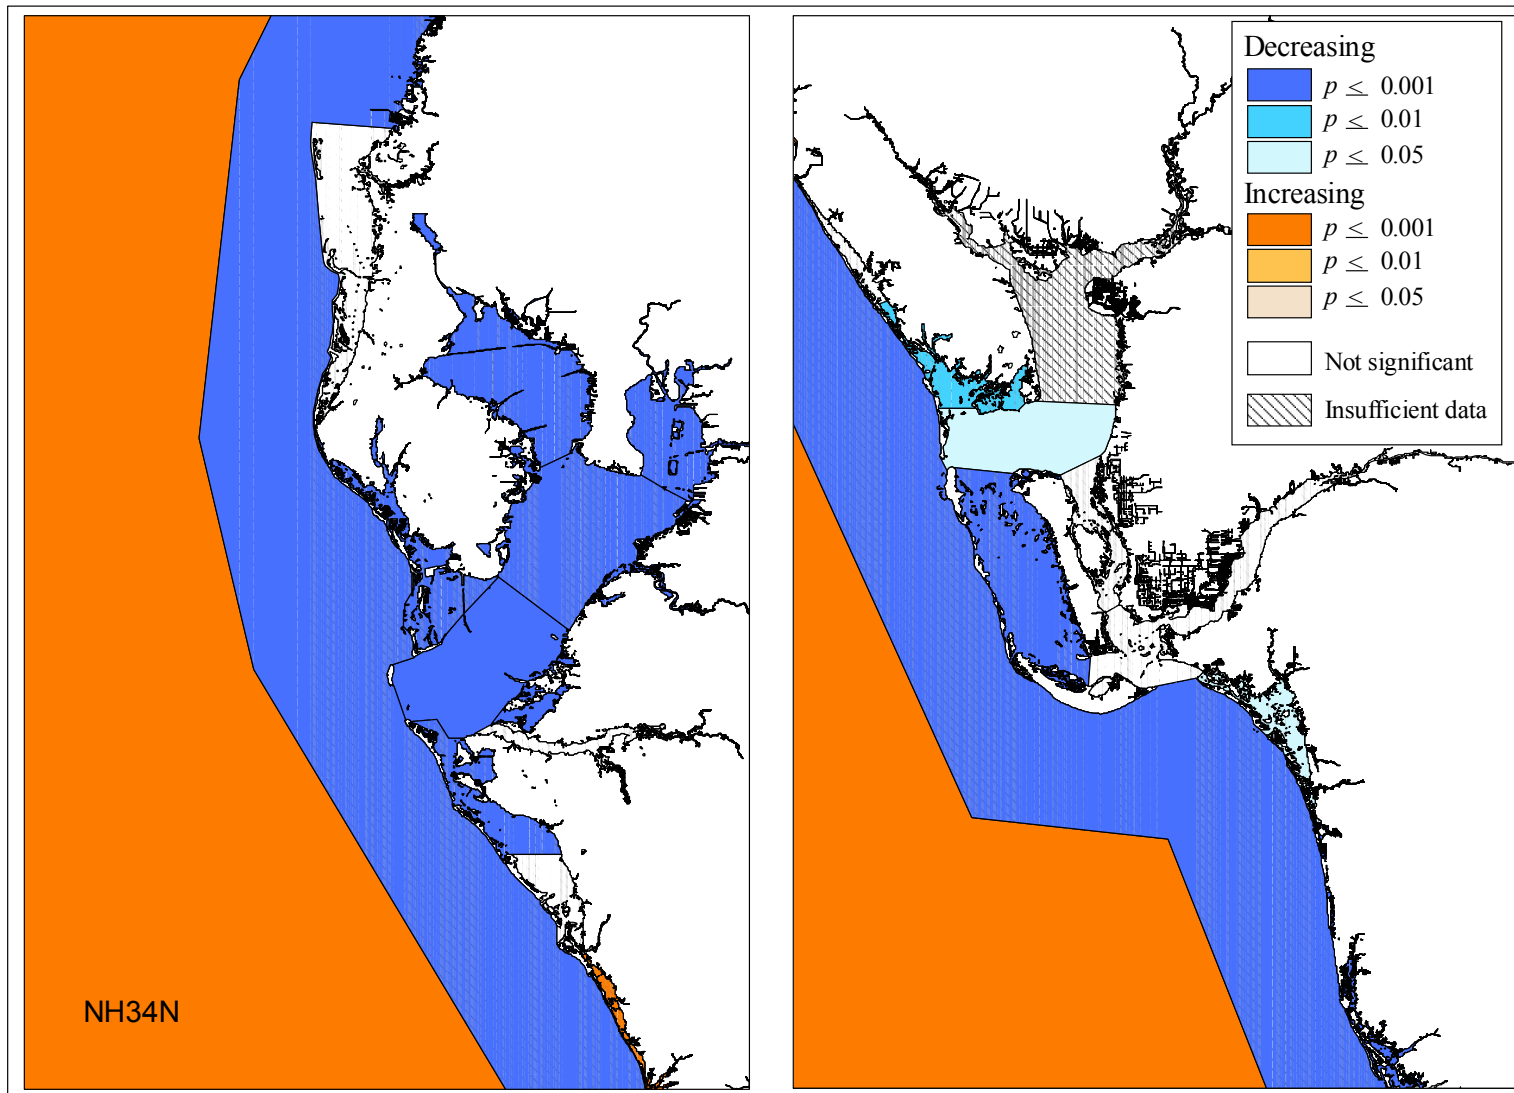 Decreasing
p ≤ 0.001
p ≤ 0.01
p ≤ 0.05
Increasing
p ≤ 0.001
p ≤ 0.01
p ≤ 0.05
Not significant
Insufficient data
NH34N